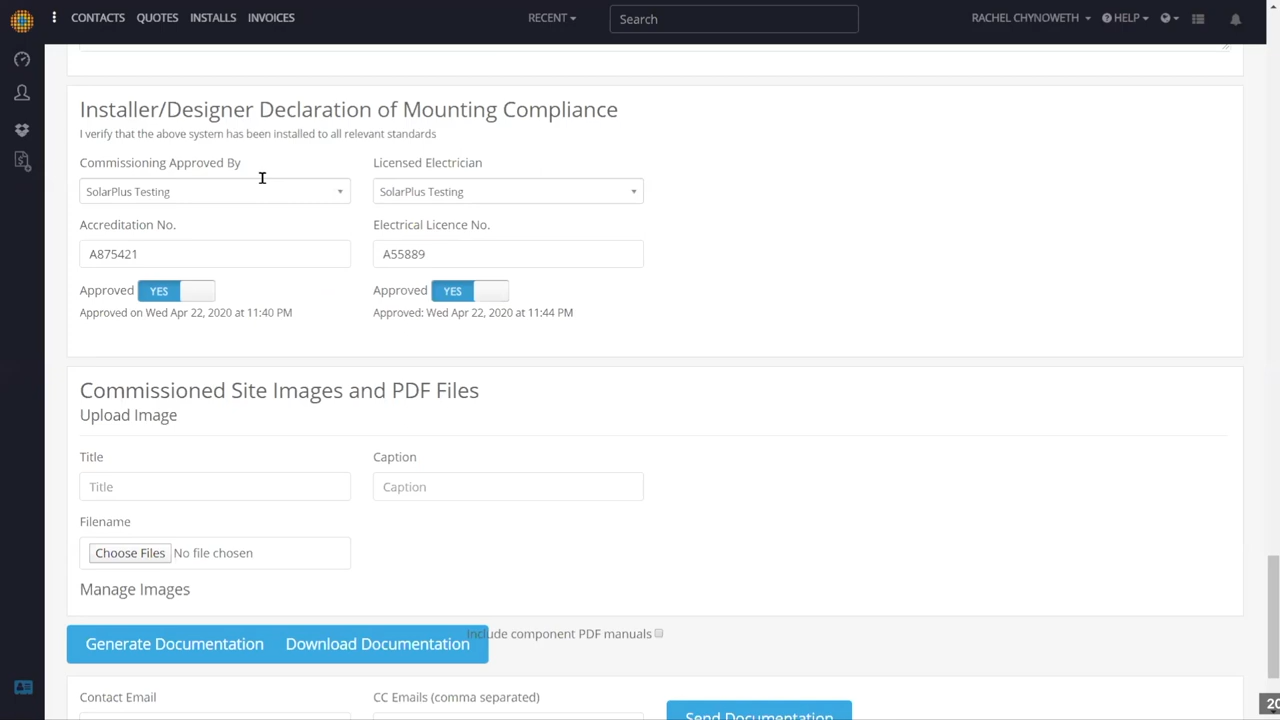 CONTACTS QUOTES INSTALLS INVOICES RECENT Search RACHEL CHYNOWETH HELP
Installer/Designer Declaration of Mounting Compliance
I verify that the above system has been installed to all relevant standards
Commissioning Approved By Licensed Electrician
SolarPlus Testing SolarPlus Testing
Accreditation No. Electrical Licence No.
A875421 A55889
Approved YES Approved YES
Approved on Wed Apr 22, 2020 at 11:40 PM Approved: Wed Apr 22, 2020 at 11:44 PM
Commissioned Site Images and PDF Files
Upload Image
Title Caption
Title Caption
Filename
Choose Files No file chosen
Manage Images
Include component PDF manuals
Generate Documentation Download Documentation
Contact Email CC Emails (comma separated)
Send Documentation
20